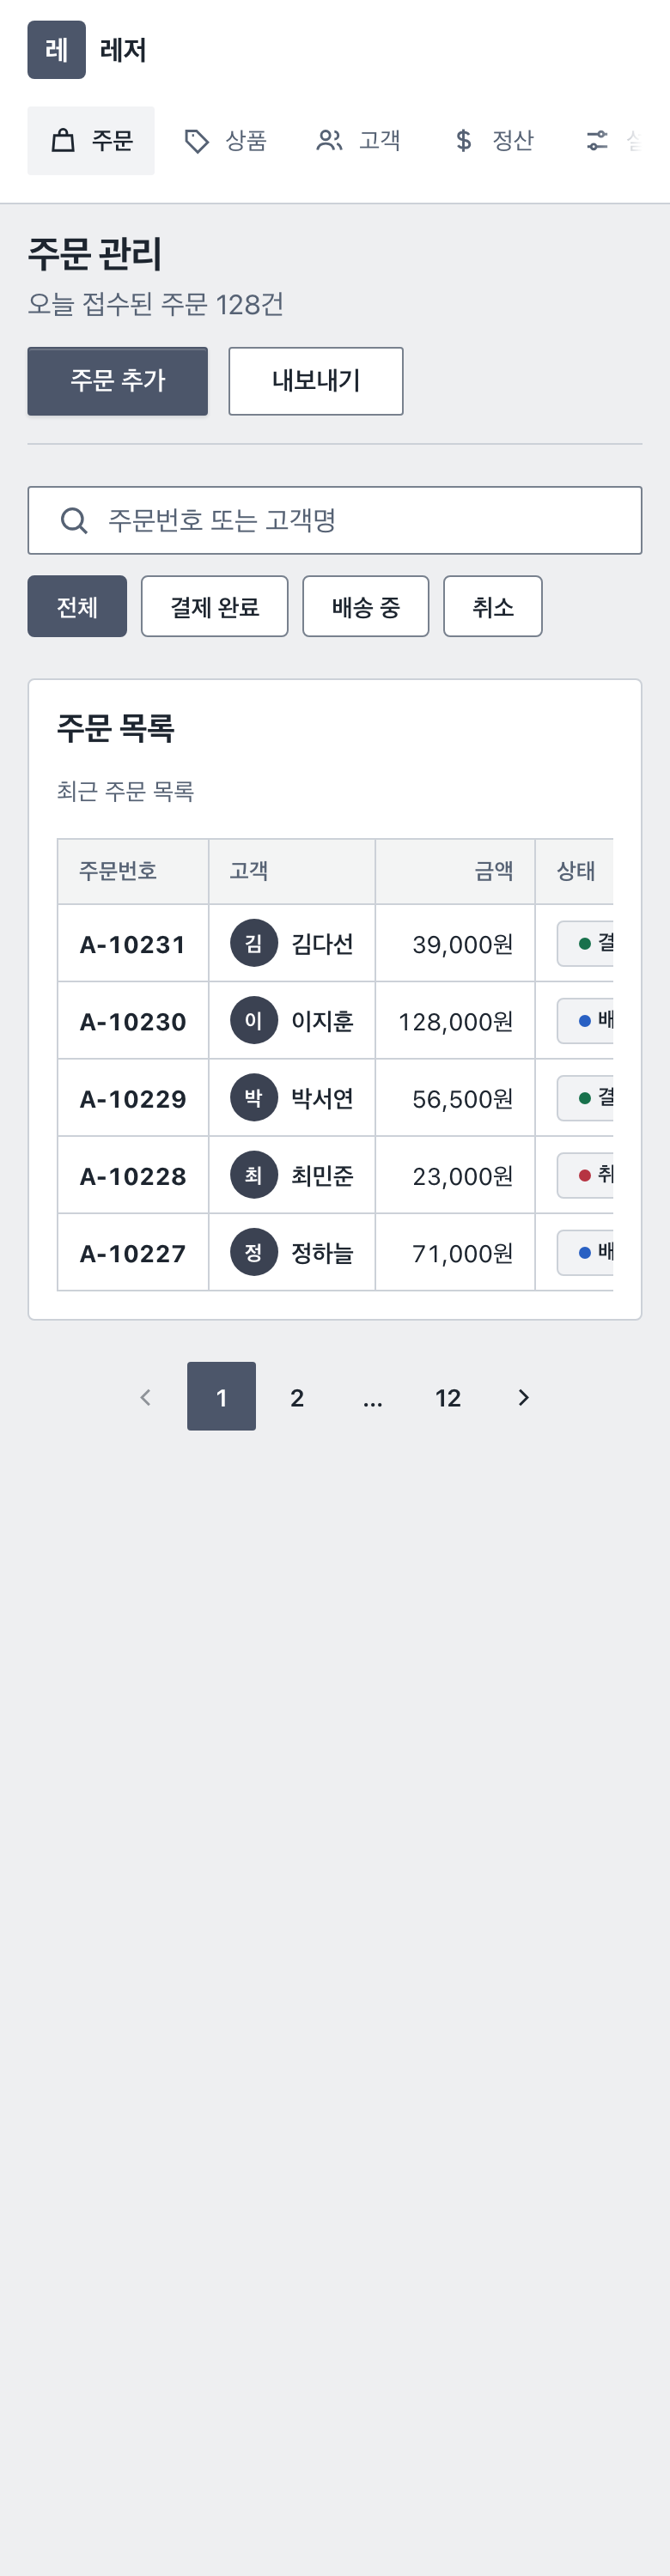 레 레저
주문 상품 고객 정산
주문 관리
오늘 접수된 주문 128건
주문 추가 내보내기
주문번호 또는 고객명
전체 결제 완료 배송 중 취소
주문 목록
최근 주문 목록
주문번호 고객 금액 상태
A-10231 김 김다선 39,000원 결
A-10230 이 이지훈 128,000원 배
A-10229 박 박서연 56,500원 결
A-10228 최 최민준 23,000원 취
A-10227 정 정하늘 71,000원 배
1 2 ... 12